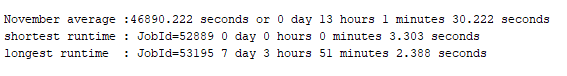 November average :46890.222 seconds or 0 day 13 hours 1 minutes 30.222 seconds
shortest runtime : JobId=52889 0 day 0 hours 0 minutes 3.303 seconds
longest runtime  : JobId=53195 7 day 3 hours 51 minutes 2.388 seconds